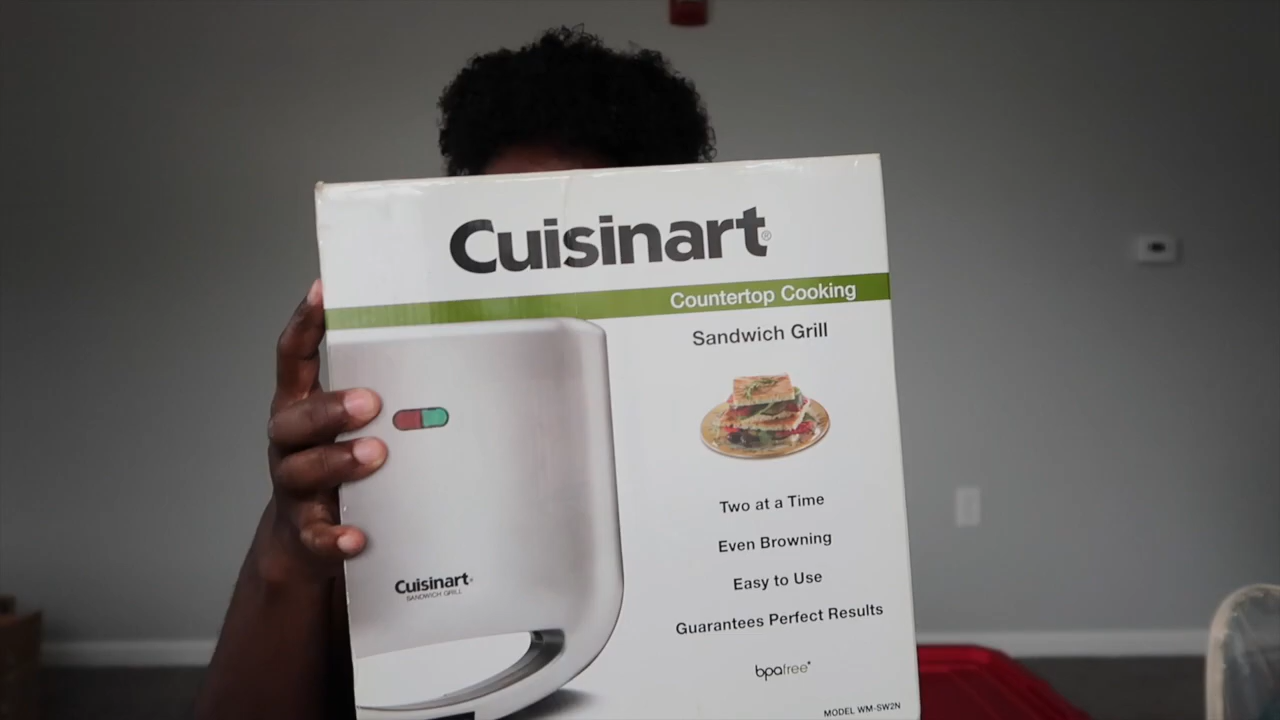 Cuisinart®
Countertop Cooking
Sandwich Grill
Two at a Time
Even Browning
Easy to Use
Guarantees Perfect Results
bpafree*
MODEL WM-SW2N
Cuisinart®
SANDWICH GRILL